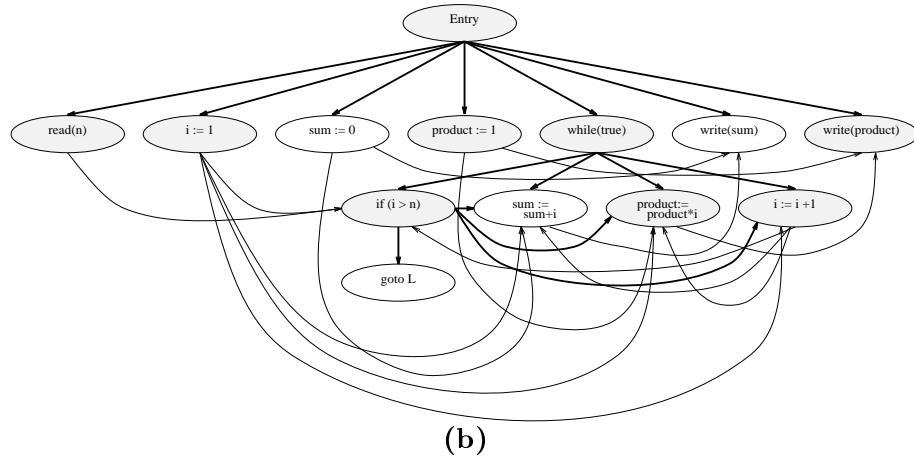 Entry
read(n)
i := 1
sum := 0
product := 1
while(true)
write(sum)
write(product)
if (i > n)
sum :=
sum+i
product:=
product*i
i := i +1
goto L
(b)